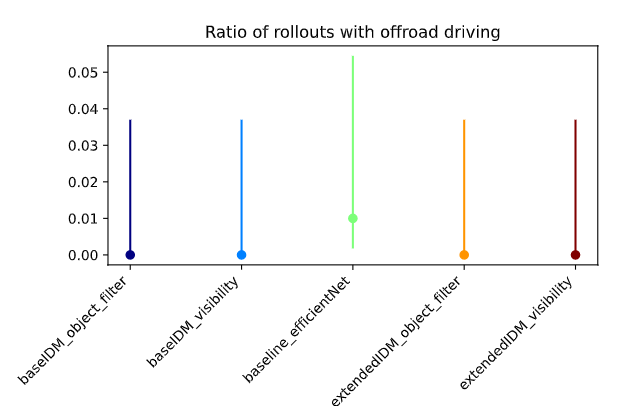 Ratio of rollouts with offroad driving
0.05
0.04
0.03
0.02
0.01
0.00
baseIDM_object_filter
baseIDM_visibility
baseline_efficientNet
extendedIDM_object_filter
extendedIDM_visibility